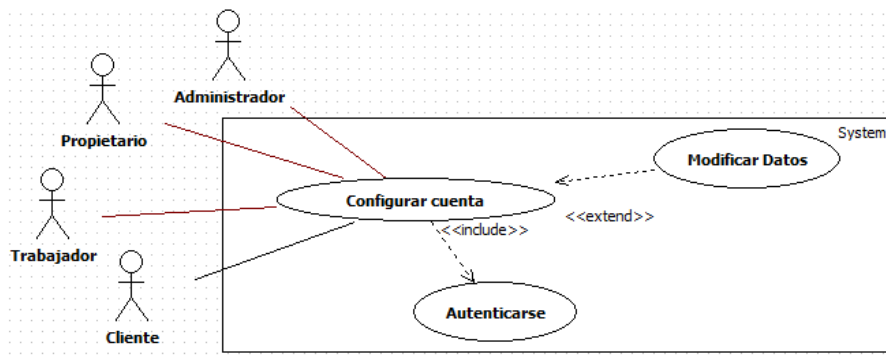 Administrador
Propietario
System
Modificar Datos
Configurar cuenta
<<extend>>
<<include>>
Trabajador
Autenticarse
Cliente